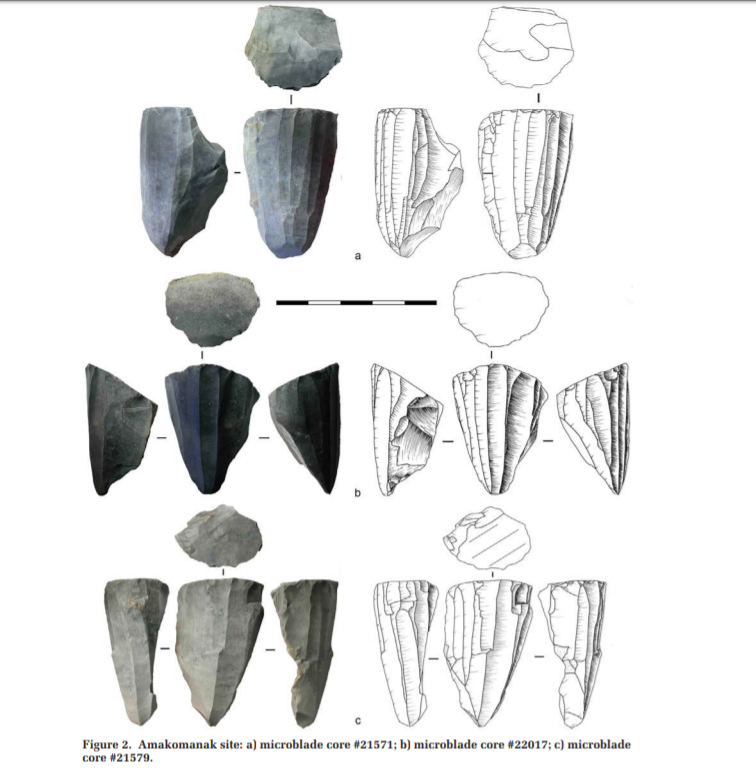 a
b
c
Figure 2. Amakomanak site: a) microblade core #21571; b) microblade core #22017; c) microblade
core #21579.